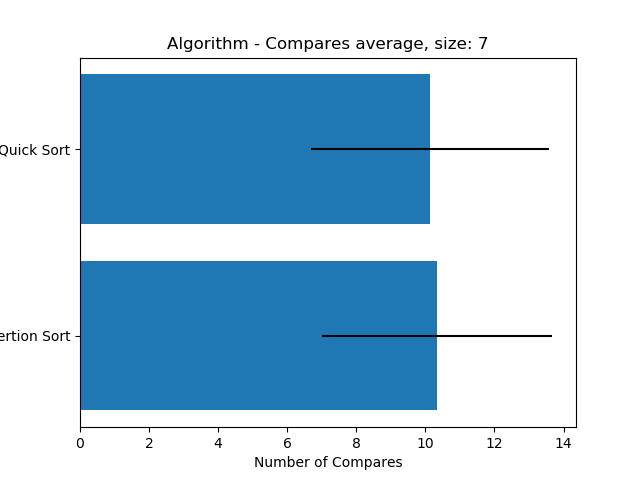 Algorithm - Compares average, size: 7
Quick Sort
ertion Sort
0 2 4 6 8 10 12 14
Number of Compares